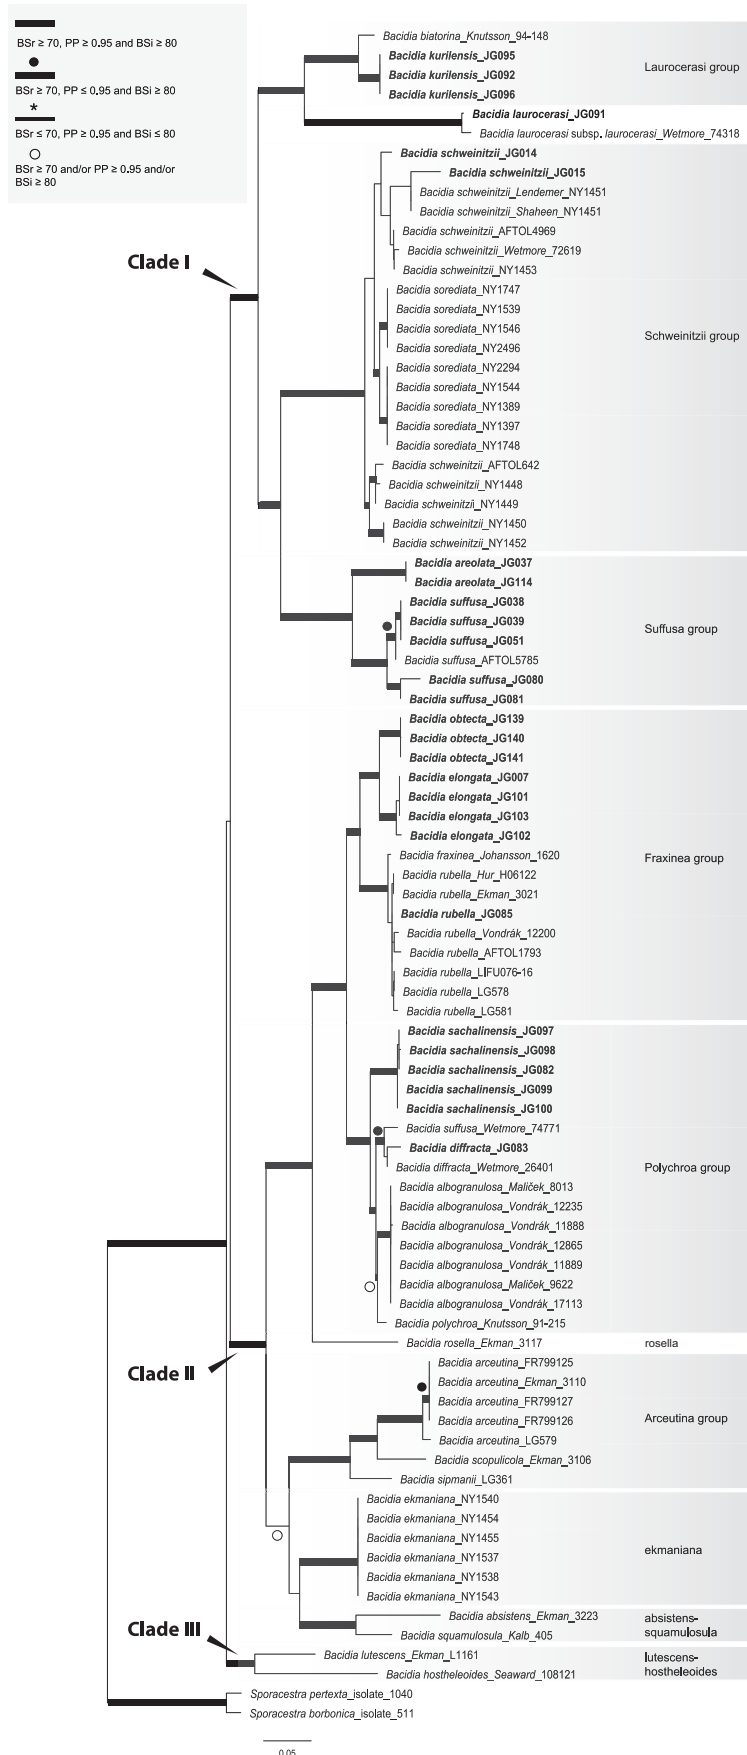 BSr ≥ 70, PP ≥ 0.95 and BSi ≥ 80
BSr ≥ 70, PP ≤ 0.95 and BSi ≥ 80
*
BSr ≤ 70, PP ≥ 0.95 and BSi ≤ 80
BSr ≥ 70 and/or PP ≥ 0.95 and/or
BSi ≥ 80
Bacidia biatorina_Knutsson_94-148
Bacidia kurilensis_JG095
Bacidia kurilensis_JG092
Laurocerasi group
Bacidia kurilensis_JG096
Bacidia laurocerasi_JG091
Bacidia laurocerasi subsp. laurocerasi_Wetmore_74318
Bacidia schweinitzii_JG014
Bacidia schweinitzii_JG015
Bacidia schweinitzii_Lendemer_NY1451
Bacidia schweinitzii_Shaheen_NY1451
Bacidia schweinitzii_AFTOL4969
Bacidia schweinitzii_Wetmore_72619
Clade I
Bacidia schweinitzii_NY1453
Bacidia sorediata_NY1747
Bacidia sorediata_NY1539
Bacidia sorediata_NY1546
Schweinitzii group
Bacidia sorediata_NY2496
Bacidia sorediata_NY2294
Bacidia sorediata_NY1544
Bacidia sorediata_NY1389
Bacidia sorediata_NY1397
Bacidia sorediata_NY1748
Bacidia schweinitzii_AFTOL642
Bacidia schweinitzii_NY1448
Bacidia schweinitzii_NY1449
Bacidia schweinitzii_NY1450
Bacidia schweinitzii_NY1452
Bacidia areolata_JG037
Bacidia areolata_JG114
Bacidia suffusa_JG038
Bacidia suffusa_JG039
Suffusa group
Bacidia suffusa_JG051
Bacidia suffusa_AFTOL5785
Bacidia suffusa_JG080
Bacidia suffusa_JG081
Bacidia obtecta_JG139
Bacidia obtecta_JG140
Bacidia obtecta_JG141
Bacidia elongata_JG007
Bacidia elongata_JG101
Bacidia elongata_JG103
Bacidia elongata_JG102
Bacidia fraxinea_Johansson_1620
Fraxinea group
Bacidia rubella_Hur_H06122
Bacidia rubella_Ekman_3021
Bacidia rubella_JG085
Bacidia rubella_Vondrák_12200
Bacidia rubella_AFTOL1793
Bacidia rubella_LIFU076-16
Bacidia rubella_LG578
Bacidia rubella_LG581
Bacidia sachalinensis_JG097
Bacidia sachalinensis_JG098
Bacidia sachalinensis_JG082
Bacidia sachalinensis_JG099
Bacidia sachalinensis_JG100
Bacidia suffusa_Wetmore_74771
Bacidia diffracta_JG083
Bacidia diffracta_Wetmore_26401
Polychroa group
Bacidia albogranulosa_Maliček_8013
Bacidia albogranulosa_Vondrák_12235
Bacidia albogranulosa_Vondrák_11888
Bacidia albogranulosa_Vondrák_12865
Bacidia albogranulosa_Vondrák_11889
Bacidia albogranulosa_Maliček_9622
Bacidia albogranulosa_Vondrák_17113
Bacidia polychroa_Knutsson_91-215
Bacidia rosella_Ekman_3117
rosella
Clade II
Bacidia arceutina_FR799125
Bacidia arceutina_Ekman_3110
Bacidia arceutina_FR799127
Bacidia arceutina_FR799126
Arceutina group
Bacidia arceutina_LG579
Bacidia scopulicola_Ekman_3106
Bacidia sipmanii_LG361
Bacidia ekmaniana_NY1540
Bacidia ekmaniana_NY1454
Bacidia ekmaniana_NY1455
ekmaniana
Bacidia ekmaniana_NY1537
Bacidia ekmaniana_NY1538
Bacidia ekmaniana_NY1543
Bacidia absistens_Ekman_3223
absistens-
squamulosula
Bacidia squamulosula_Kalb_405
Clade III
Bacidia lutescens_Ekman_L1161
lutescens-
hostheleoides
Bacidia hostheleoides_Seaward_108121
Sporacestra pertexta_isolate_1040
Sporacestra borbonica_isolate_511
0.05